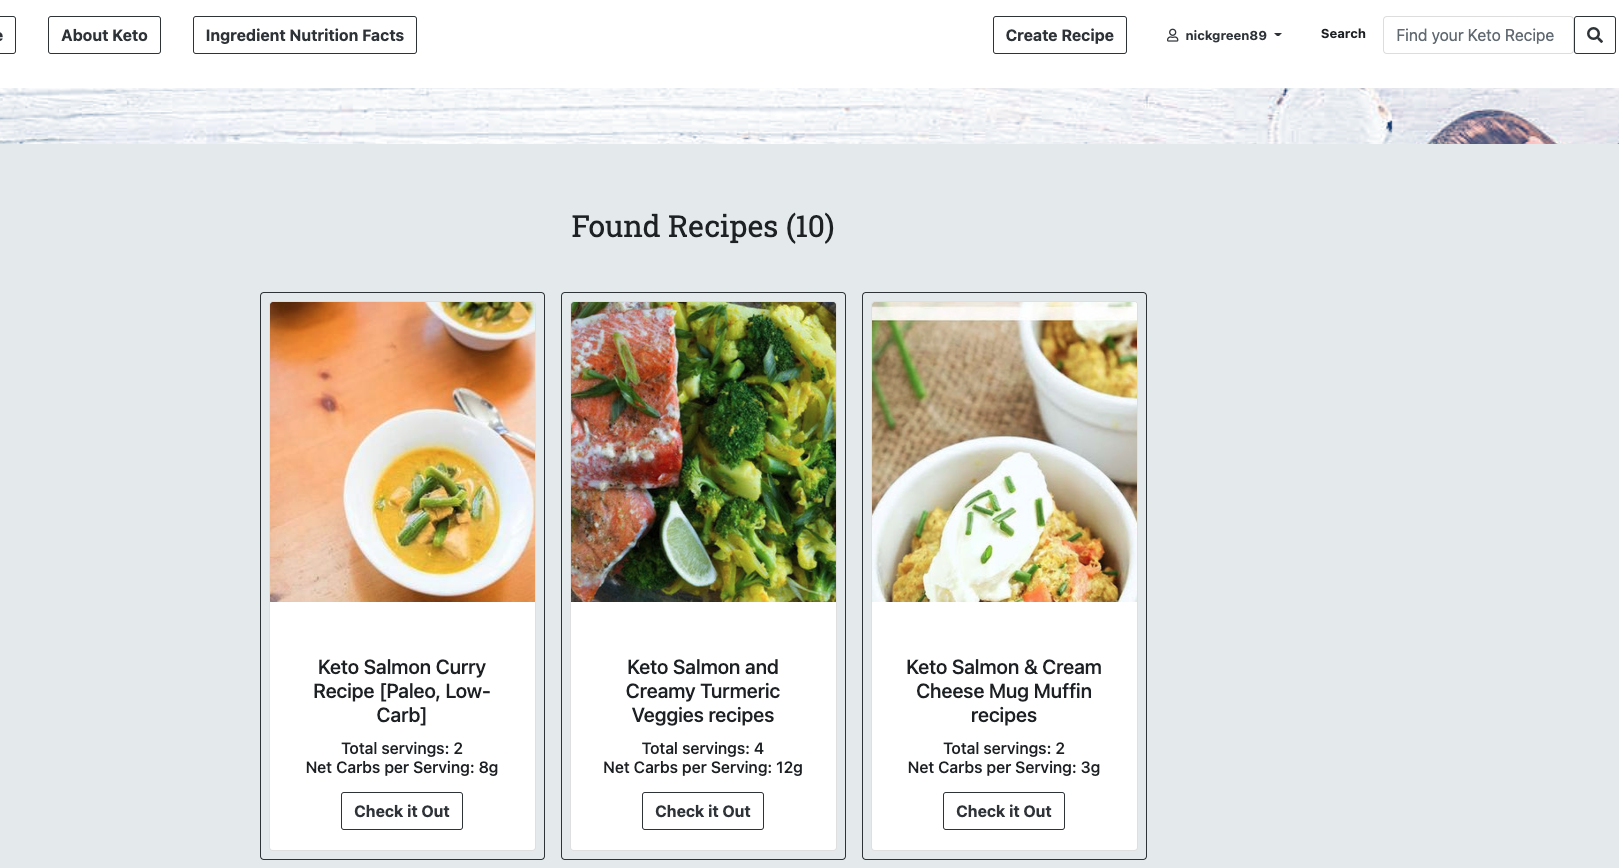 e
About Keto
Ingredient Nutrition Facts
Create Recipe
nickgreen89
Search
Find your Keto Recipe
Found Recipes (10)
Keto Salmon Curry
Recipe [Paleo, Low-
Carb]
Total servings: 2
Net Carbs per Serving: 8g
Check it Out
Keto Salmon and
Creamy Turmeric
Veggies recipes
Total servings: 4
Net Carbs per Serving: 12g
Check it Out
Keto Salmon & Cream
Cheese Mug Muffin
recipes
Total servings: 2
Net Carbs per Serving: 3g
Check it Out